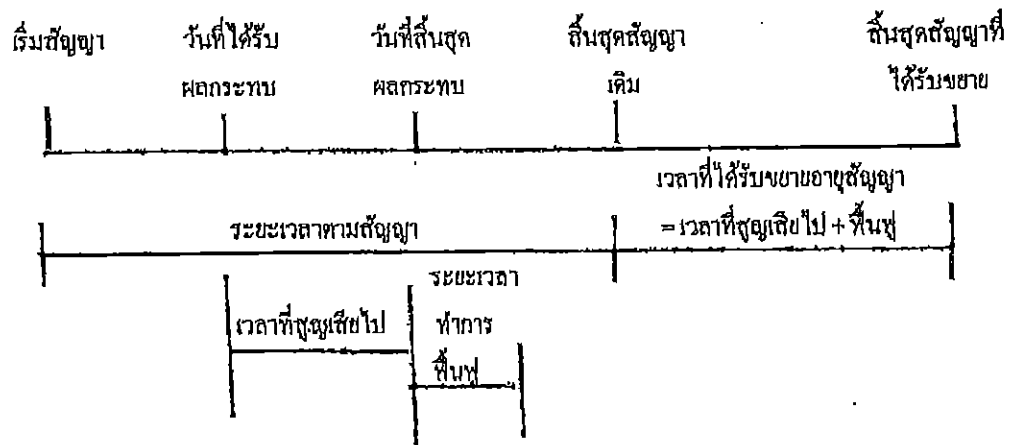 เริ่มสัญญา วันที่ได้รับ วันที่สิ้นสุด สิ้นสุดสัญญา สิ้นสุดสัญญาที่
ผลกระทบ ผลกระทบ เดิม ได้รับขยาย
เวลาที่ได้รับขยายอายุสัญญา
ระยะเวลาตามสัญญา =เวลาที่สูญเสียไป + ฟื้นฟู
ระยะเวลา
เวลาที่สูญเสียไป ทำการ
ฟื้นฟู